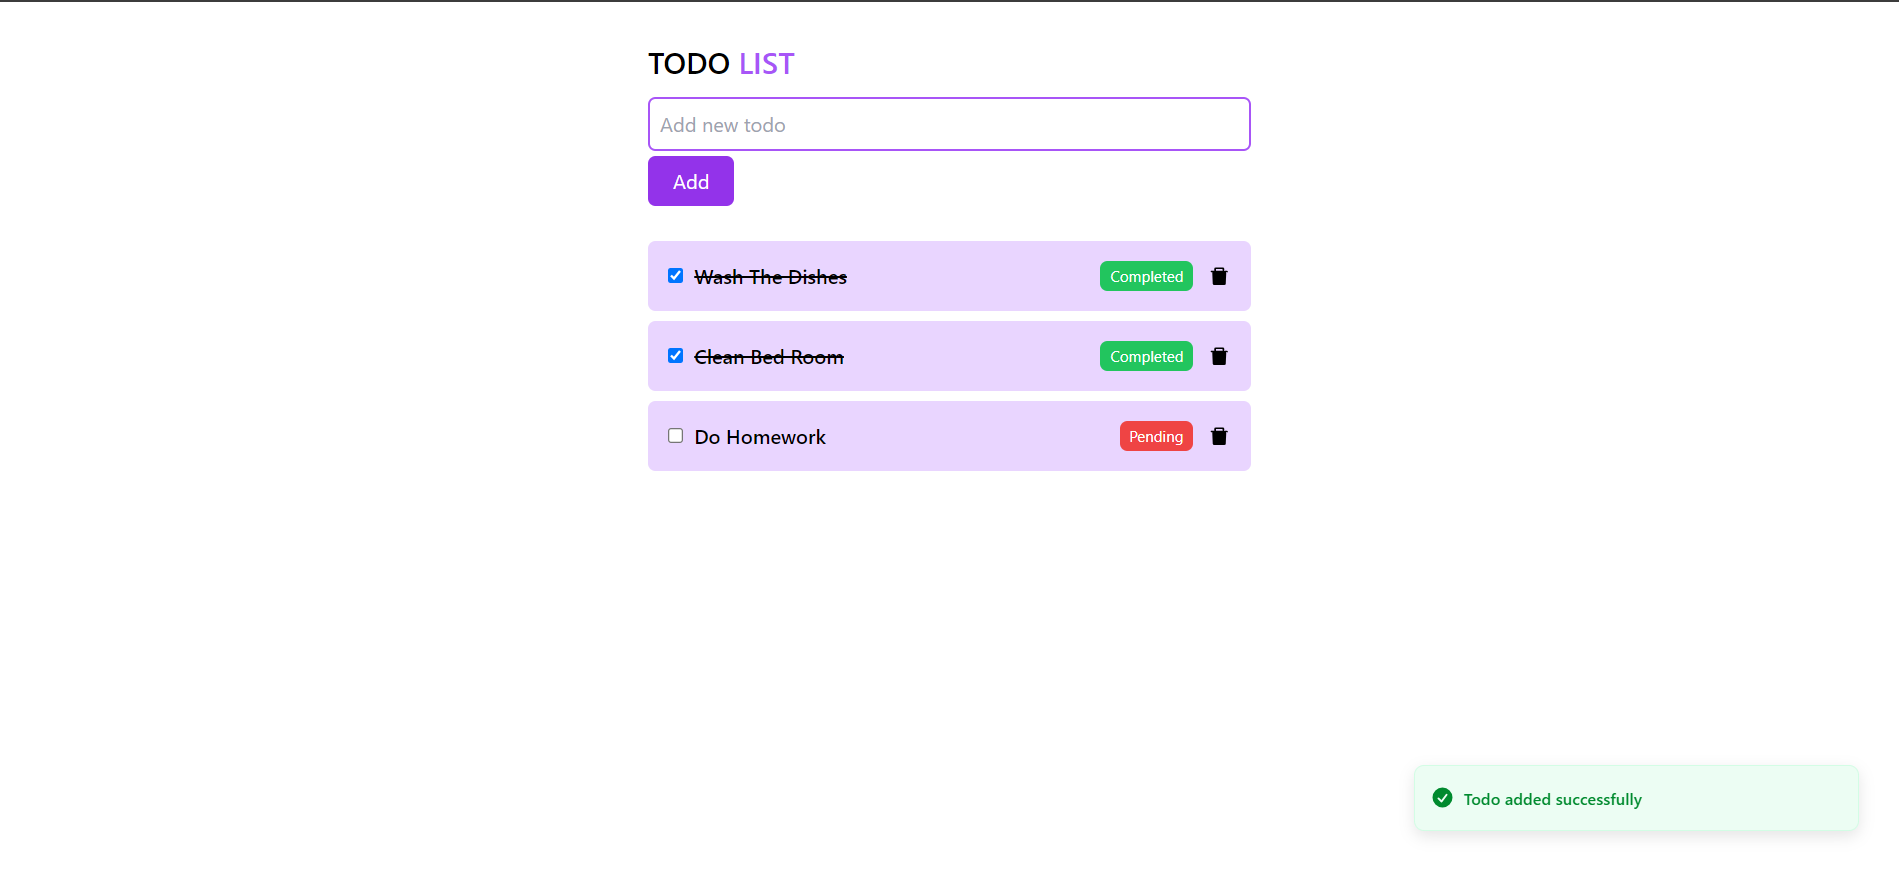 TODO LIST
Add new todo
Add
Wash The Dishes Completed
Clean Bed Room Completed
Do Homework Pending
Todo added successfully